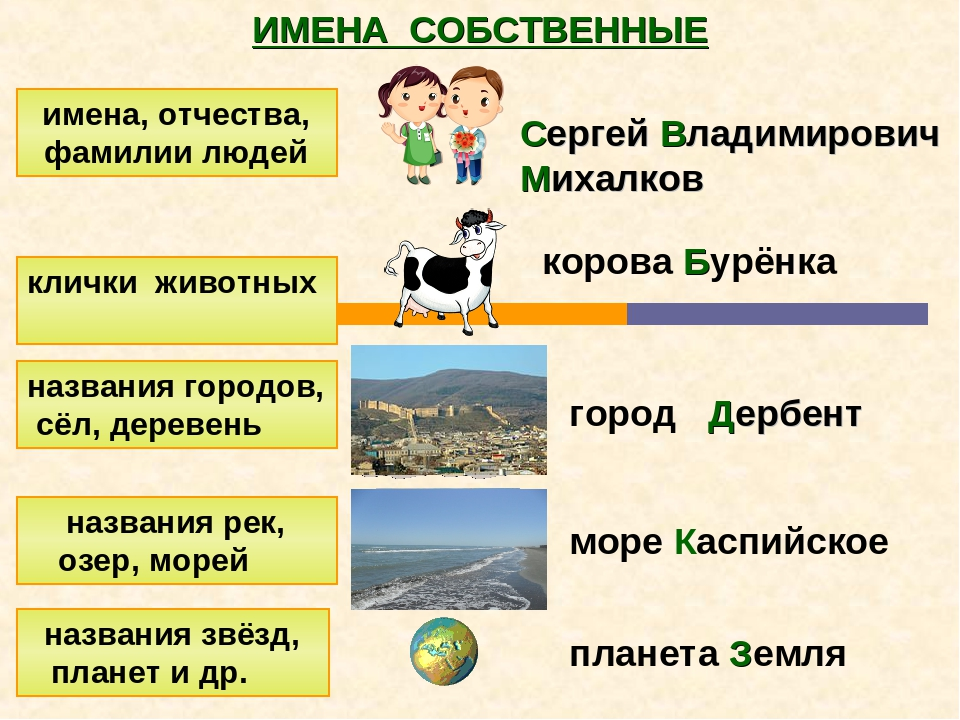 ИМЕНА СОБСТВЕННЫЕ
имена, отчества,
фамилии людей
Сергей Владимирович
Михалков
клички животных
корова Бурёнка
названия городов,
сёл, деревень
город Дербент
названия рек,
озер, морей
море Каспийское
названия звёзд,
планет и др.
планета Земля